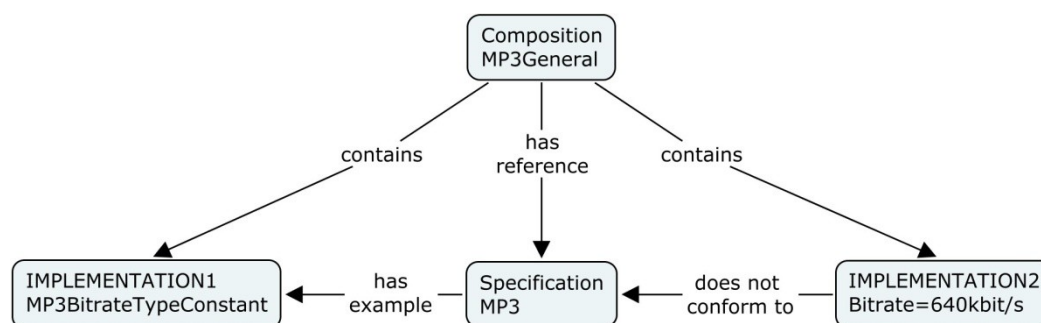 Composition
MP3General
contains
has
reference
contains
IMPLEMENTATION1
MP3BitrateTypeConstant
has
example
Specification
MP3
does not
conform to
IMPLEMENTATION2
Bitrate=640kbit/s